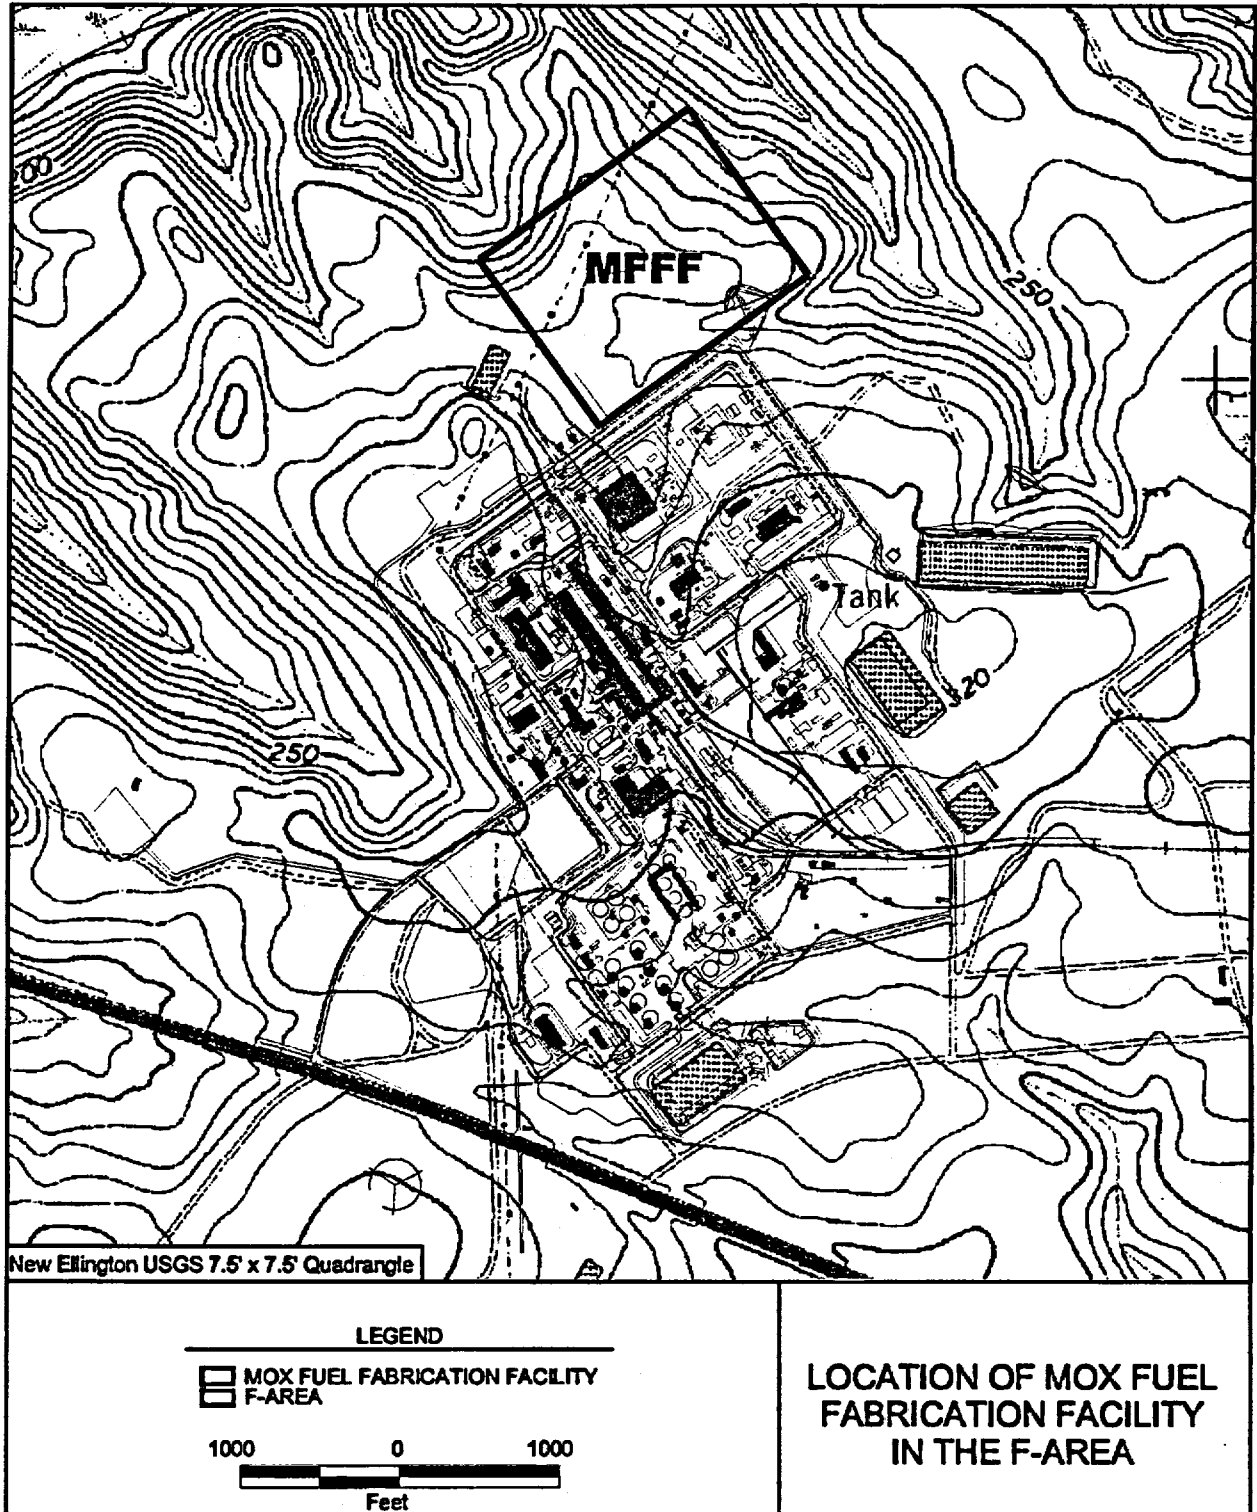 00
MFFF
250
Tank
320
250
New Ellington USGS 7.5' x 7.5' Quadrangle
LEGEND
MOX FUEL FABRICATION FACILITY
F-AREA
1000 0 1000
Feet
LOCATION OF MOX FUEL
FABRICATION FACILITY
IN THE F-AREA